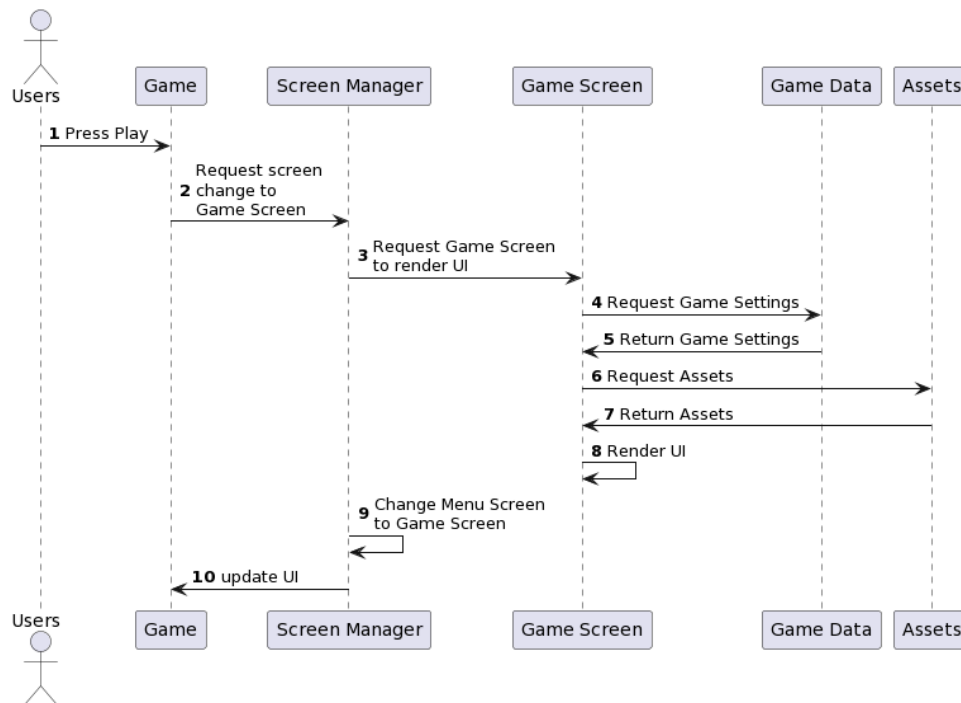 Users
Game
Screen Manager
Game Screen
Game Data
Assets
1 Press Play
Request screen
2 change to
Game Screen
3 Request Game Screen
to render UI
4 Request Game Settings
5 Return Game Settings
6 Request Assets
7 Return Assets
8 Render UI
9 Change Menu Screen
to Game Screen
10 update UI
Users
Game
Screen Manager
Game Screen
Game Data
Assets